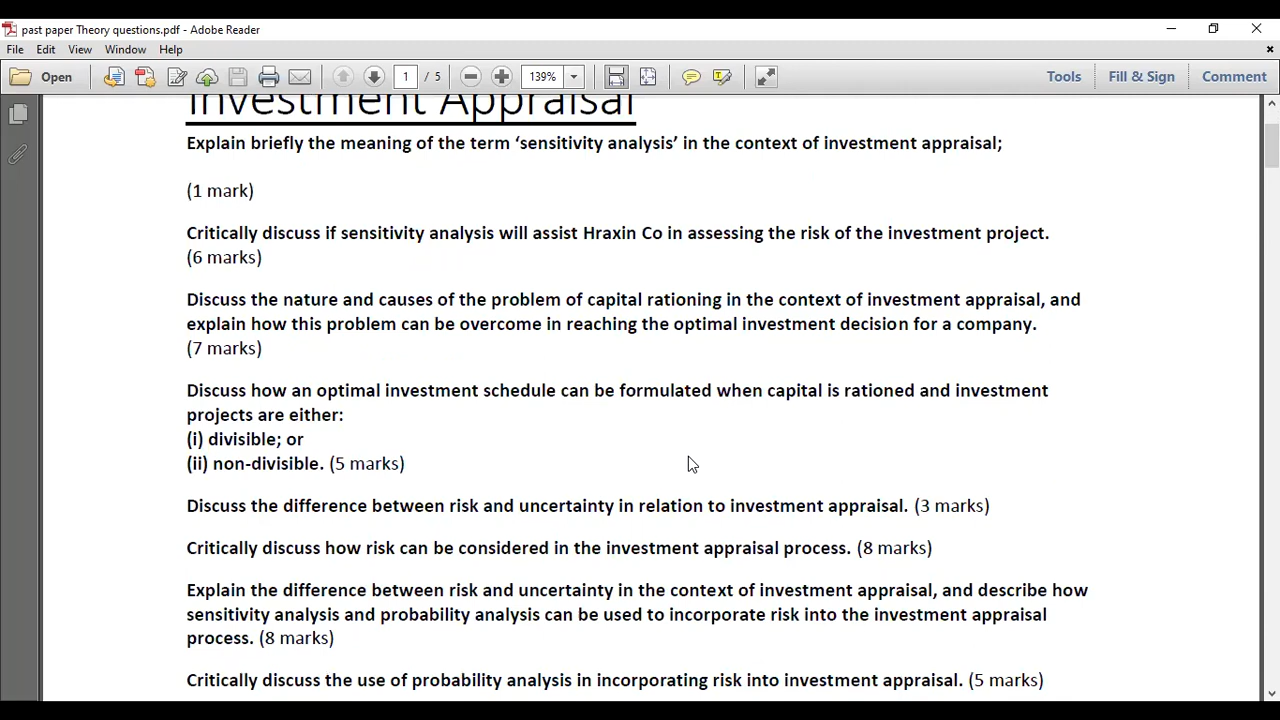 past paper Theory questions.pdf - Adobe Reader
File Edit View Window Help
Open 1 / 5 139% Tools Fill & Sign Comment
Investment Appraisal
Explain briefly the meaning of the term ‘sensitivity analysis’ in the context of investment appraisal;
(1 mark)
Critically discuss if sensitivity analysis will assist Hraxin Co in assessing the risk of the investment project.
(6 marks)
Discuss the nature and causes of the problem of capital rationing in the context of investment appraisal, and
explain how this problem can be overcome in reaching the optimal investment decision for a company.
(7 marks)
Discuss how an optimal investment schedule can be formulated when capital is rationed and investment
projects are either:
(i) divisible; or
(ii) non-divisible. (5 marks)
Discuss the difference between risk and uncertainty in relation to investment appraisal. (3 marks)
Critically discuss how risk can be considered in the investment appraisal process. (8 marks)
Explain the difference between risk and uncertainty in the context of investment appraisal, and describe how
sensitivity analysis and probability analysis can be used to incorporate risk into the investment appraisal
process. (8 marks)
Critically discuss the use of probability analysis in incorporating risk into investment appraisal. (5 marks)